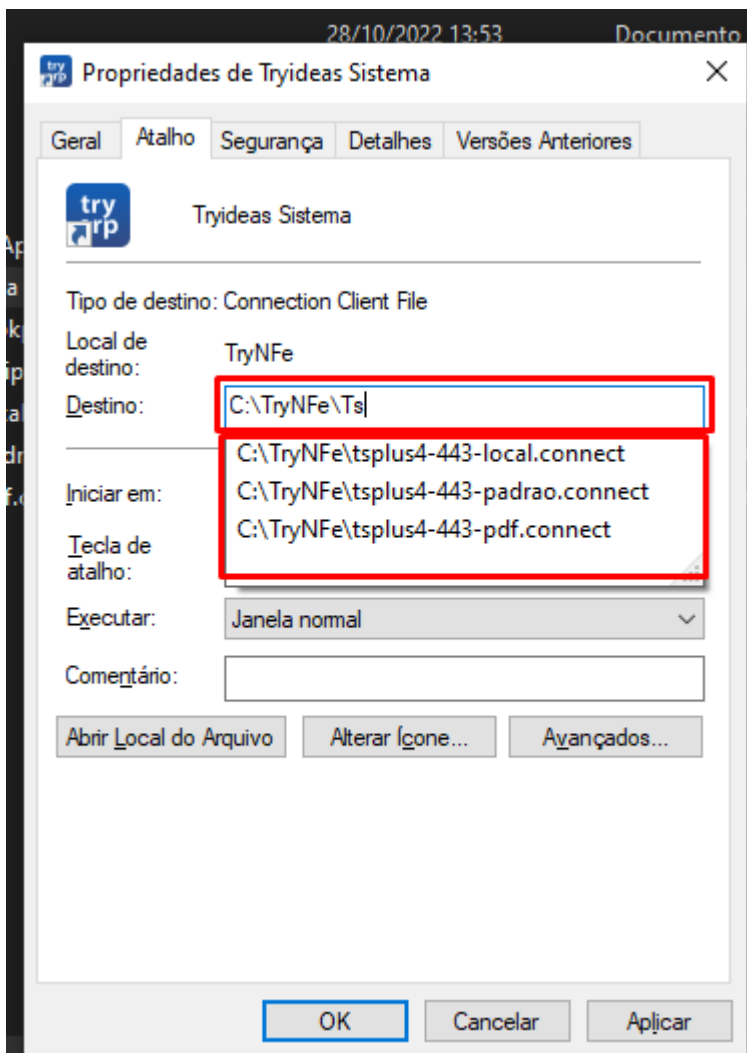 28/10/2022 13:53 Documento
Propriedades de Tryideas Sistema
Geral Atalho Segurança Detalhes Versões Anteriores
try
erp
Tryideas Sistema
Tipo de destino: Connection Client File
Local de destino: TryNFe
Destino: C:\TryNFe\Ts
C:\TryNFe\tsplus4-443-local.connect
Iniciar em: C:\TryNFe\tsplus4-443-padrao.connect
C:\TryNFe\tsplus4-443-pdf.connect
Tecla de atalho:
Executar: Janela normal
Comentário:
Abrir Local do Arquivo Alterar Ícone... Avançados...
OK Cancelar Aplicar